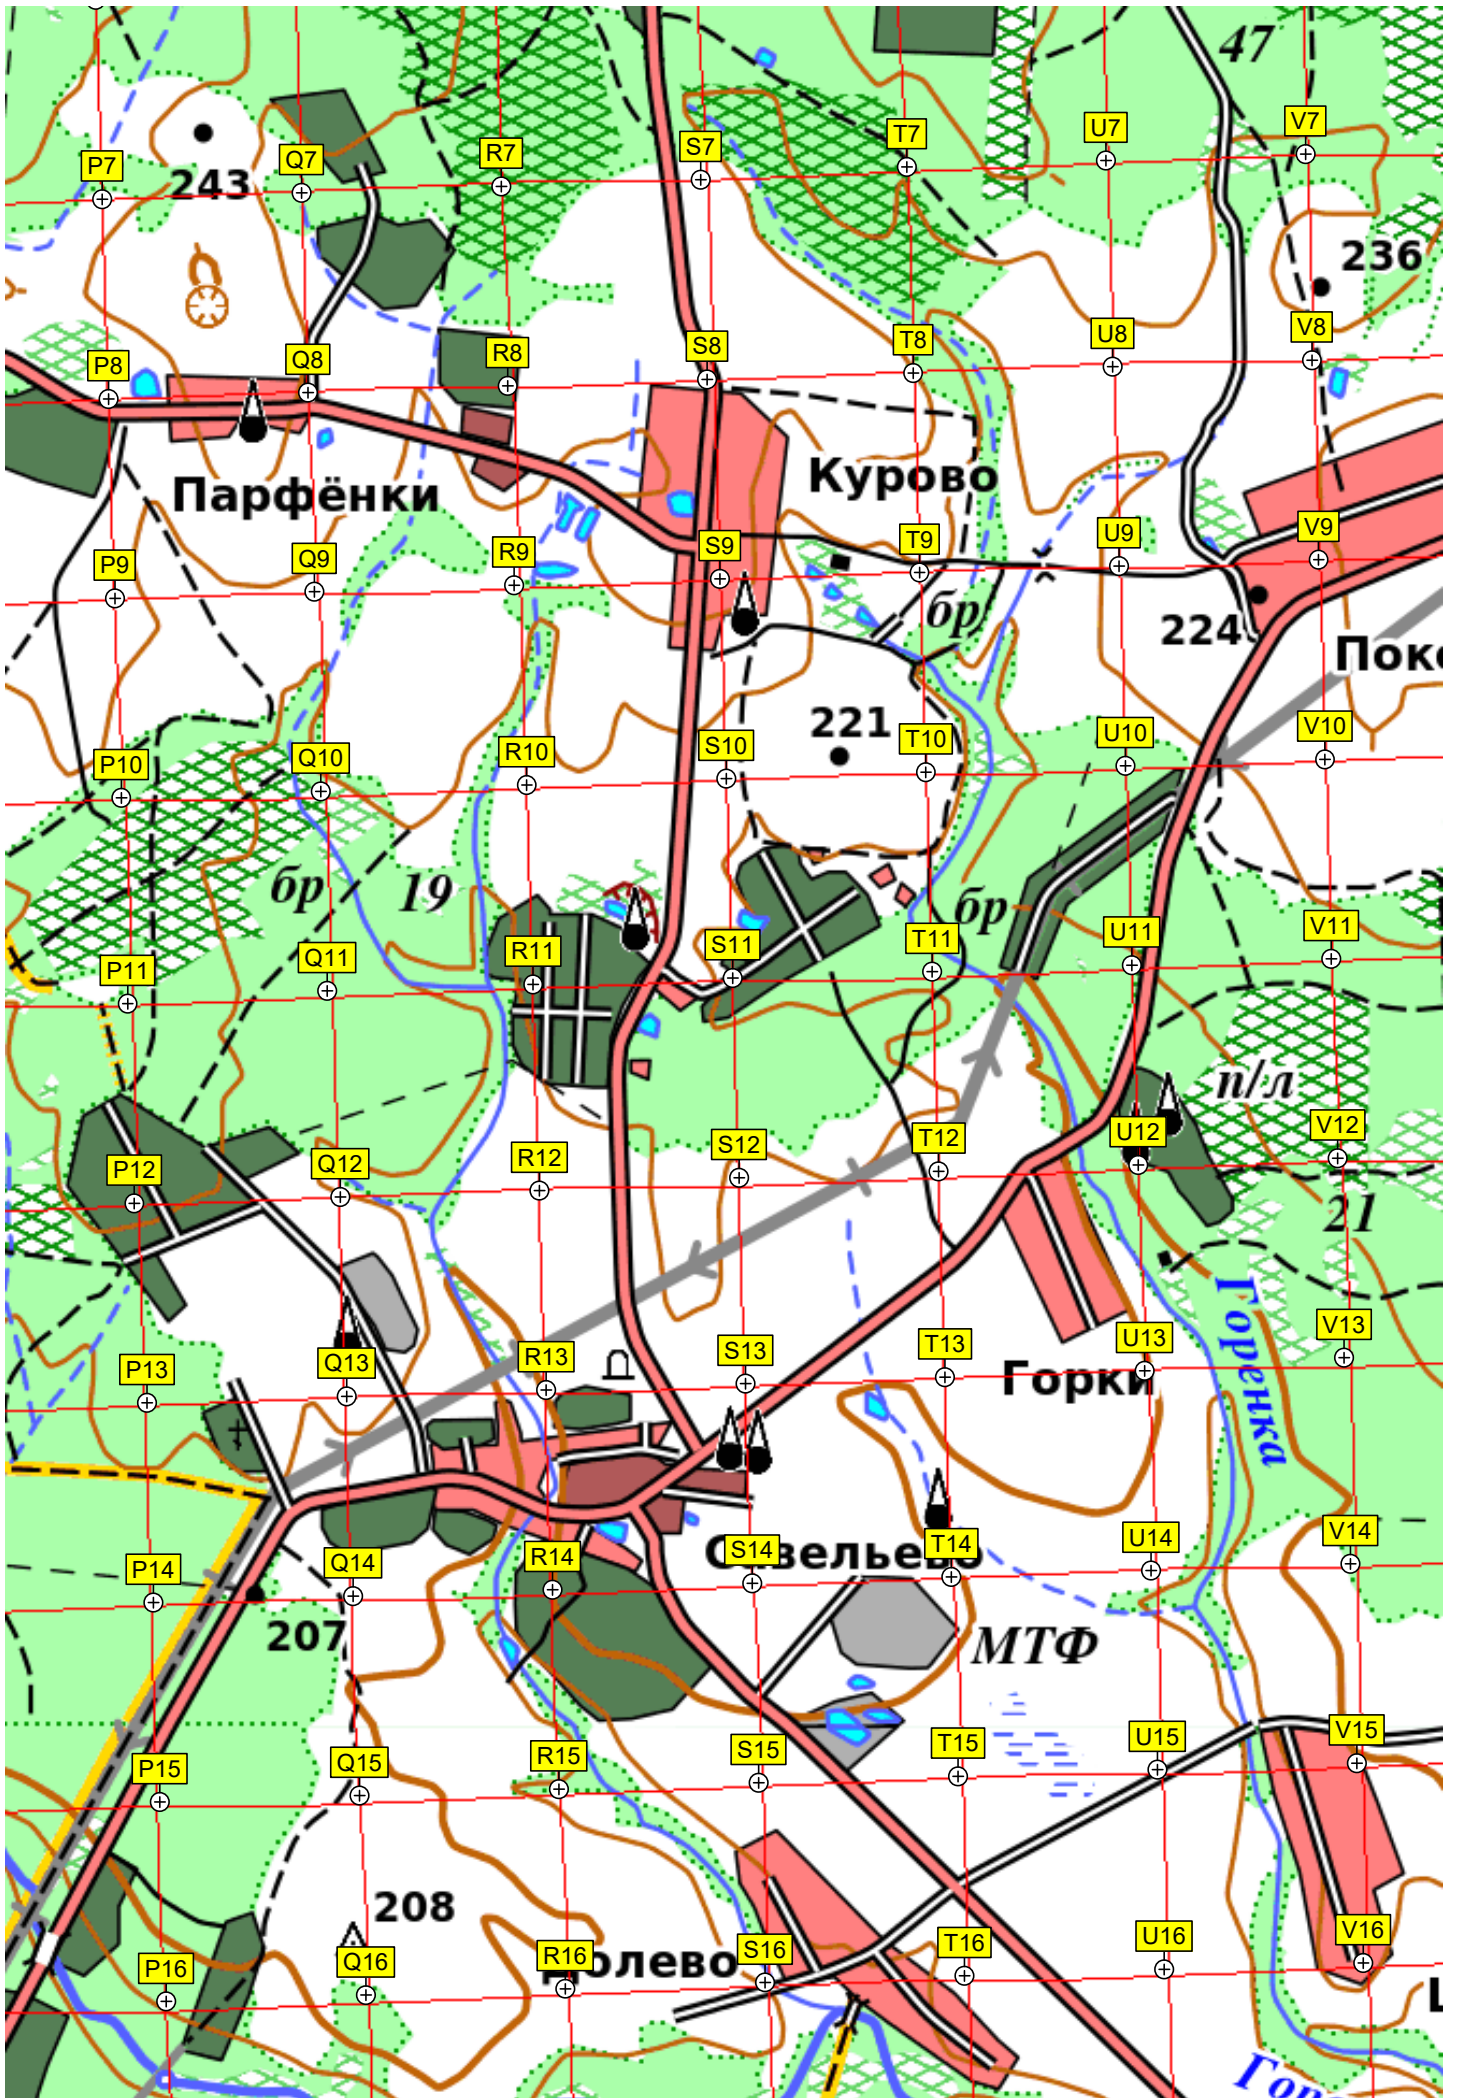 47
P7 Q7 R7 S7 T7 U7 V7
243
236
P8 Q8 R8 S8 T8 U8 V8
Парфёнки
Курово
P9 Q9 R9 S9 T9 U9 V9
бр
224
221
P10 Q10 R10 S10 T10 U10 V10
бр
19
бр
P11 Q11 R11 S11 T11 U11 V11
п/л
P12 Q12 R12 S12 T12 U12 V12
21
Горенка
P13 Q13 R13 S13 T13 U13 V13
Горки
P14 Q14 R14 S14 T14 U14 V14
Савельево
207
МТФ
P15 Q15 R15 S15 T15 U15 V15
208
P16 Q16 R16 S16 T16 U16 V16